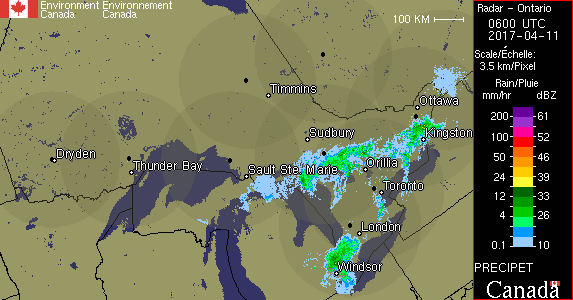 Environment Environnement
Canada Canada
100 KM
Timmins
Ottawa
Sudbury
Kingston
Dryden
Thunder Bay
Sault Ste. Marie
Orillia
Toronto
London
Windsor
Radar - Ontario
0600 UTC
2017-04-11
Scale/Échelle:
3.5 km/Pixel
Rain/Pluie
mm/hr dBZ
200 61
100 52
50 46
24 39
12 33
4 26
0.1 10
PRECIPET
Canada